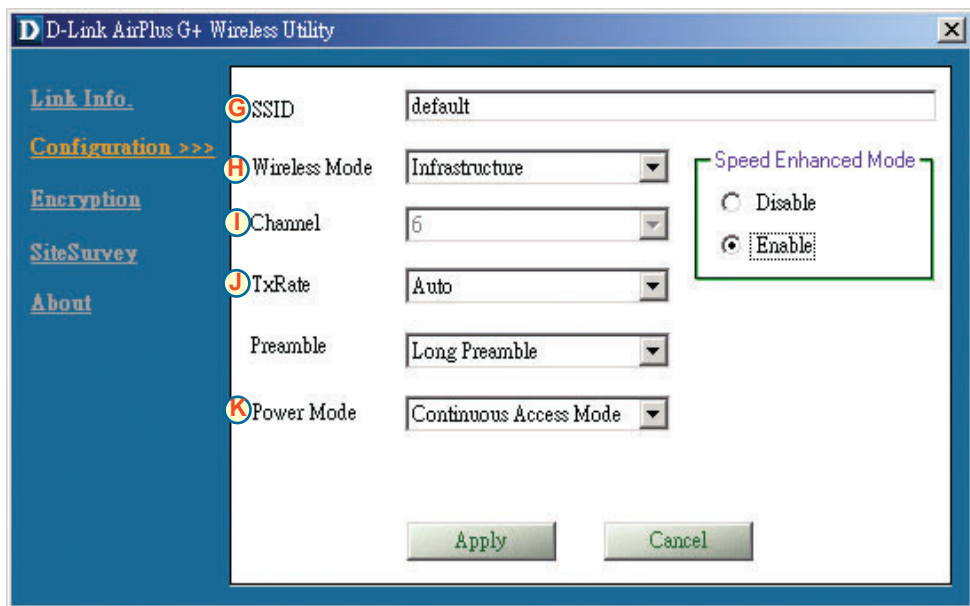 D D-Link AirPlus G+ Wireless Utility
Link Info.
Configuration >>>
Encryption
SiteSurvey
About
G SSID default
H Wireless Mode Infrastructure
I Channel 6
J TxRate Auto
Preamble Long Preamble
K Power Mode Continuous Access Mode
Speed Enhanced Mode
Disable
Enable
Apply Cancel